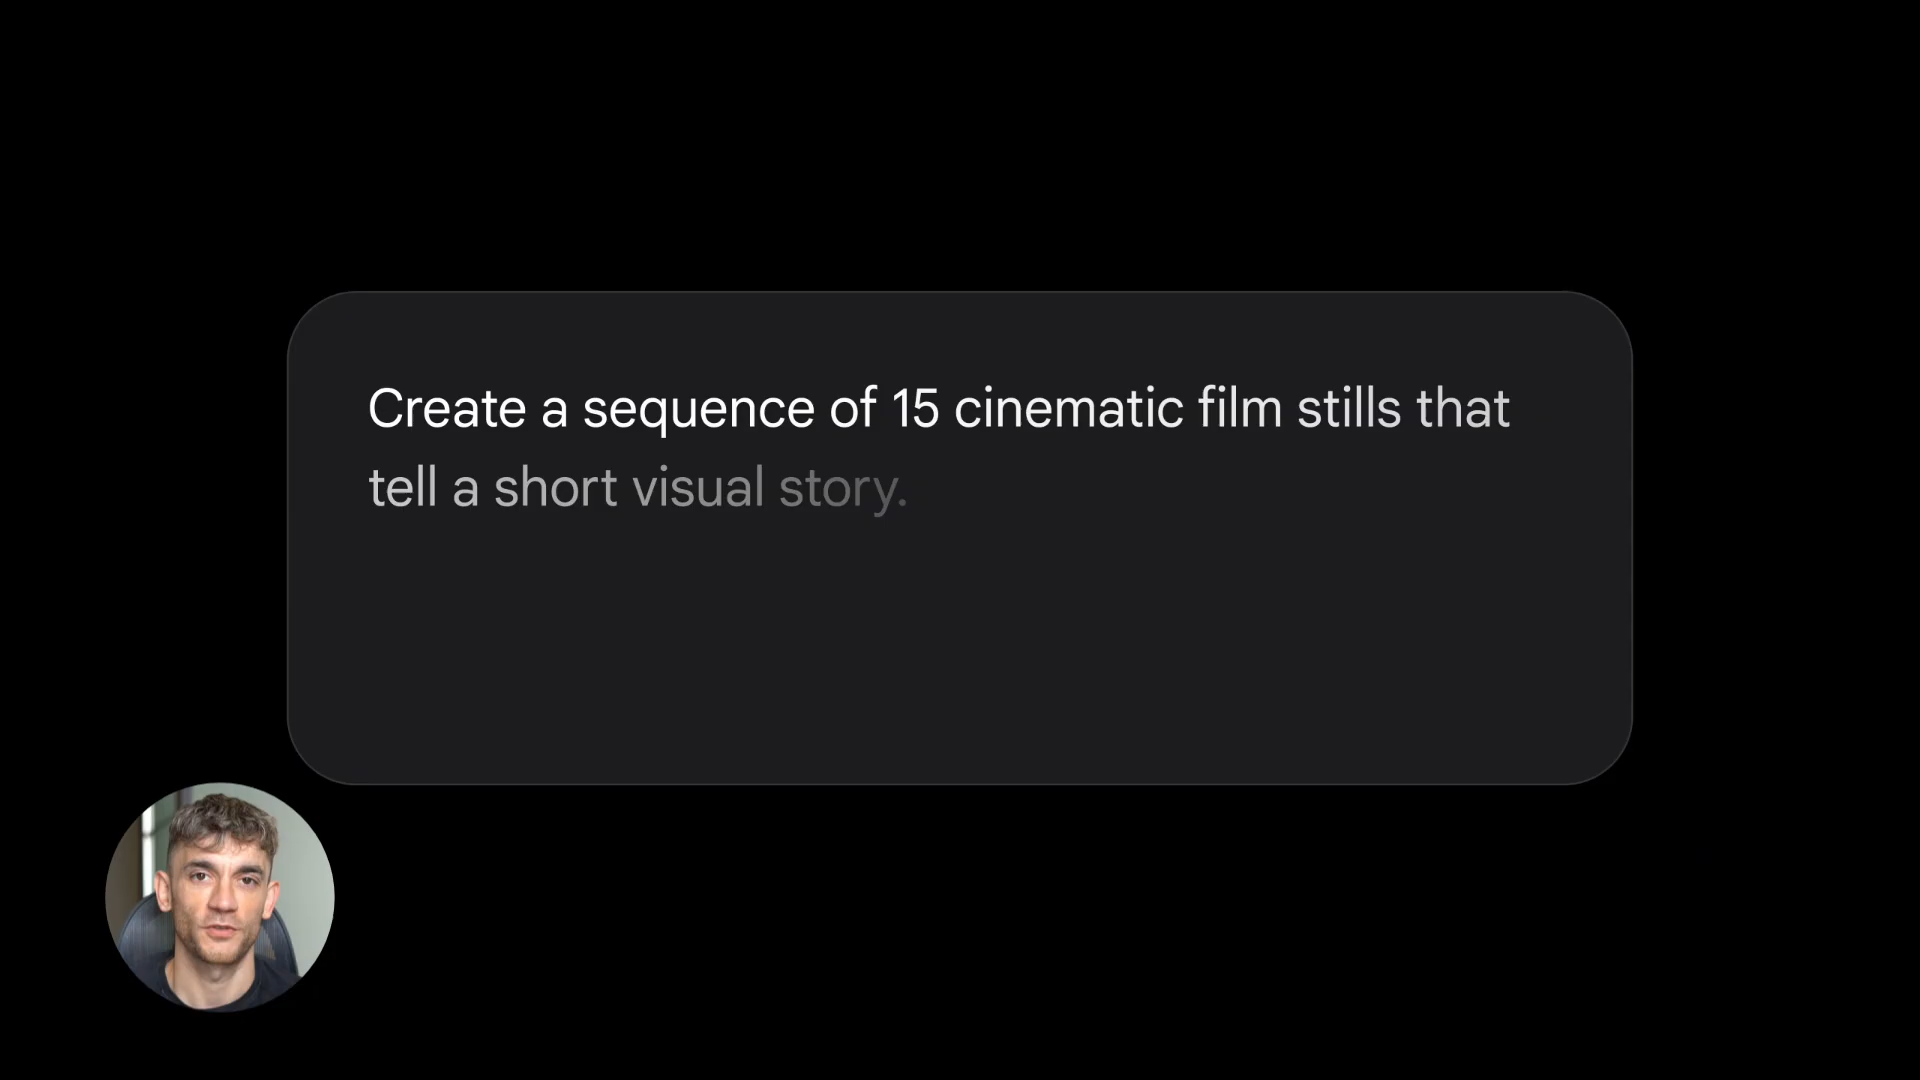 Create a sequence of 15 cinematic film stills that
tell a short visual story.